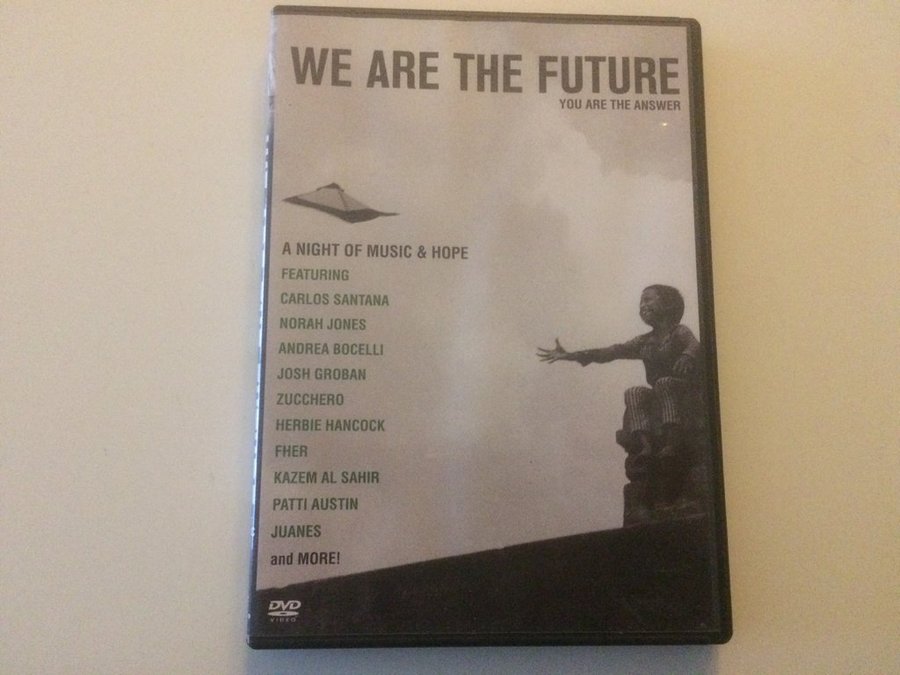 WE ARE THE FUTURE
YOU ARE THE ANSWER
A NIGHT OF MUSIC & HOPE
FEATURING
CARLOS SANTANA
NORAH JONES
ANDREA BOCELLI
JOSH GROBAN
ZUCCHERO
HERBIE HANCOCK
FHER
KAZEM AL SAHIR
PATTI AUSTIN
JUANES
and MORE!
DVD
VIDEO